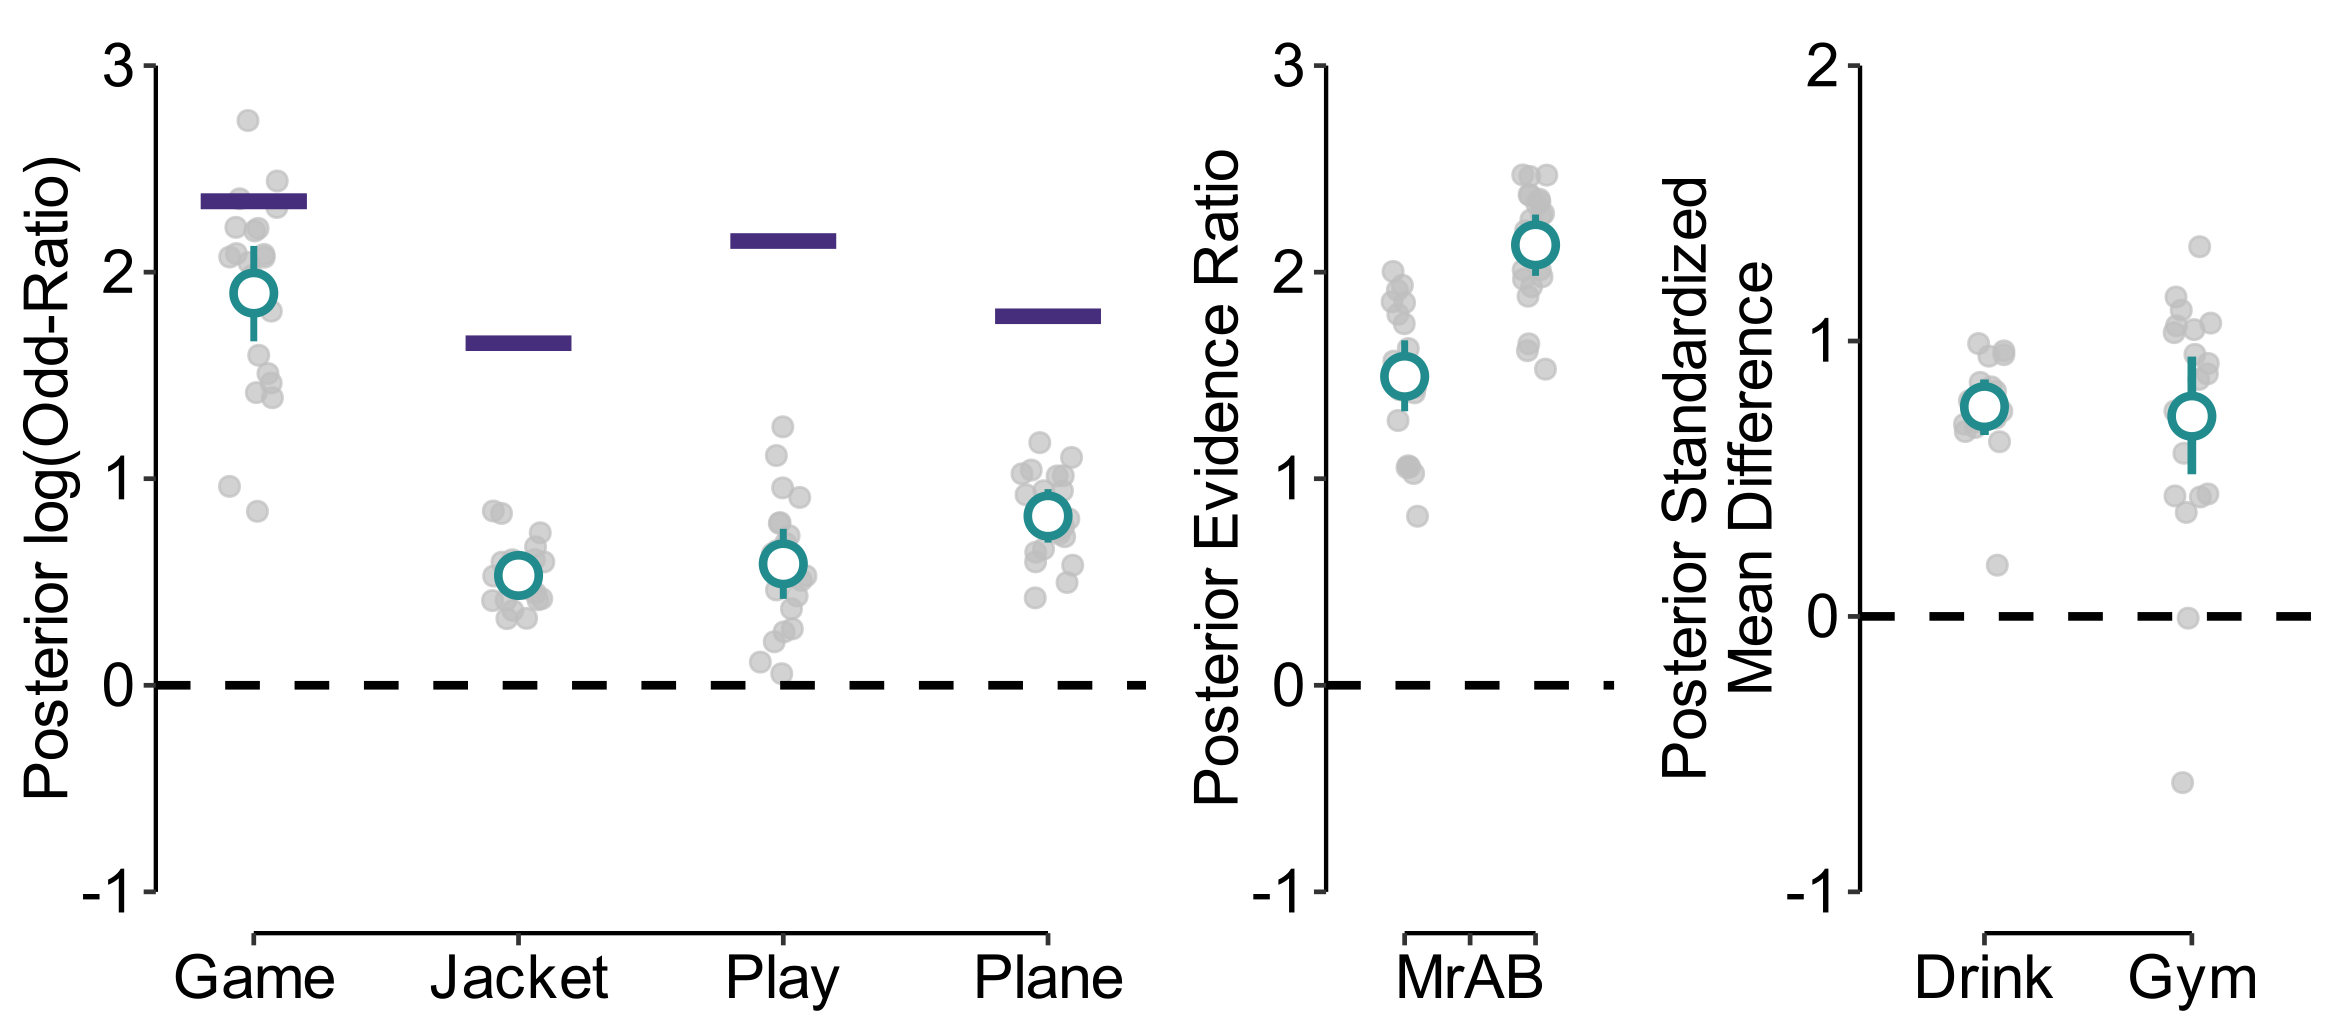 Posterior log(Odd-Ratio)
3
2
1
0
-1
Game Jacket Play Plane
Posterior Evidence Ratio
3
2
1
0
-1
MrAB
Posterior Standardized
Mean Difference
2
1
0
-1
Drink Gym